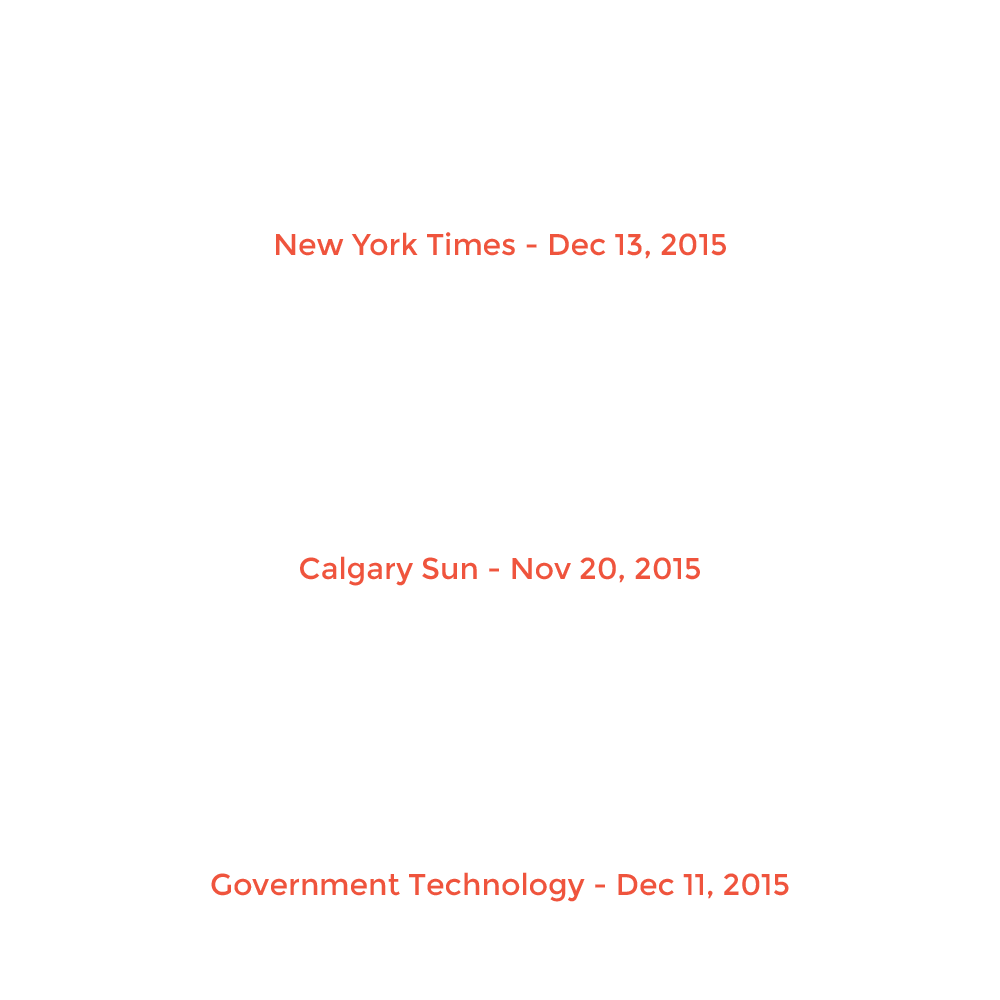 New York Times - Dec 13, 2015
Calgary Sun - Nov 20, 2015
Government Technology - Dec 11, 2015